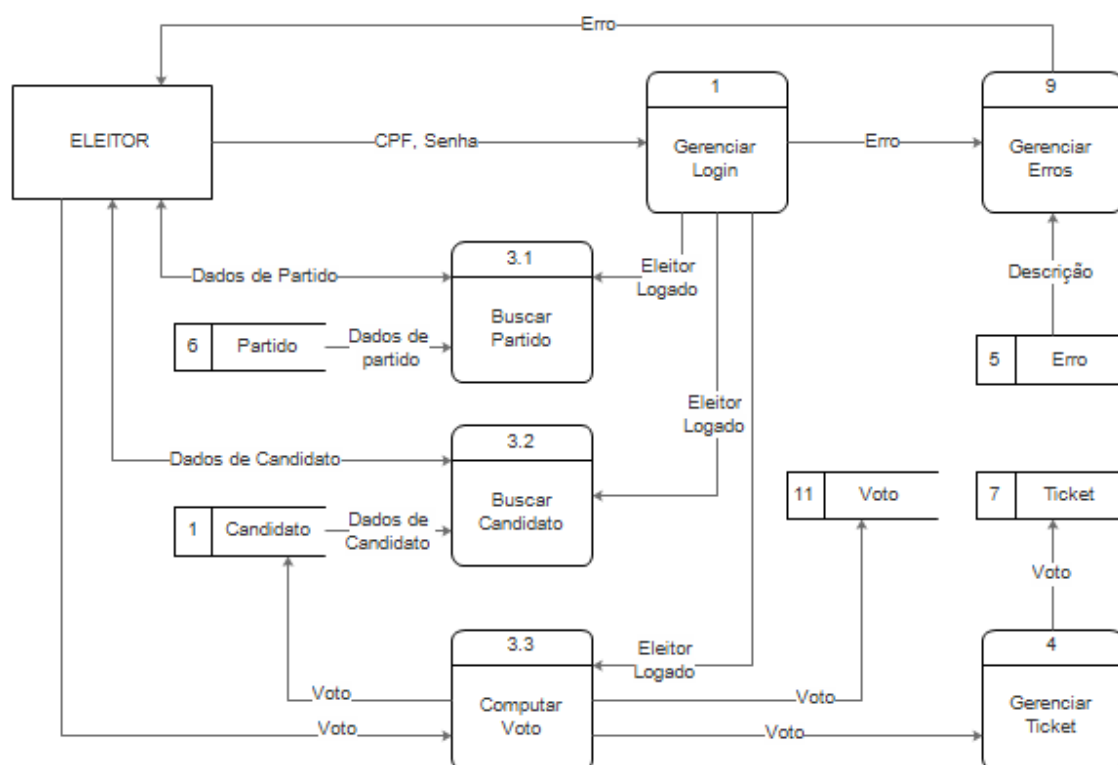 Erro
1
9
ELEITOR
CPF, Senha
Gerenciar
Login
Erro
Gerenciar
Erros
3.1
Dados de Partido
Eleitor
Logado
Descrição
Buscar
Partido
6
Partido
Dados de
partido
5
Erro
Eleitor
Logado
3.2
Dados de Candidato
Buscar
Candidato
11
Voto
7
Ticket
1
Candidato
Dados de
Candidato
Voto
3.3
Eleitor
Logado
4
Voto
Computar
Voto
Voto
Gerenciar
Ticket
Voto
Voto